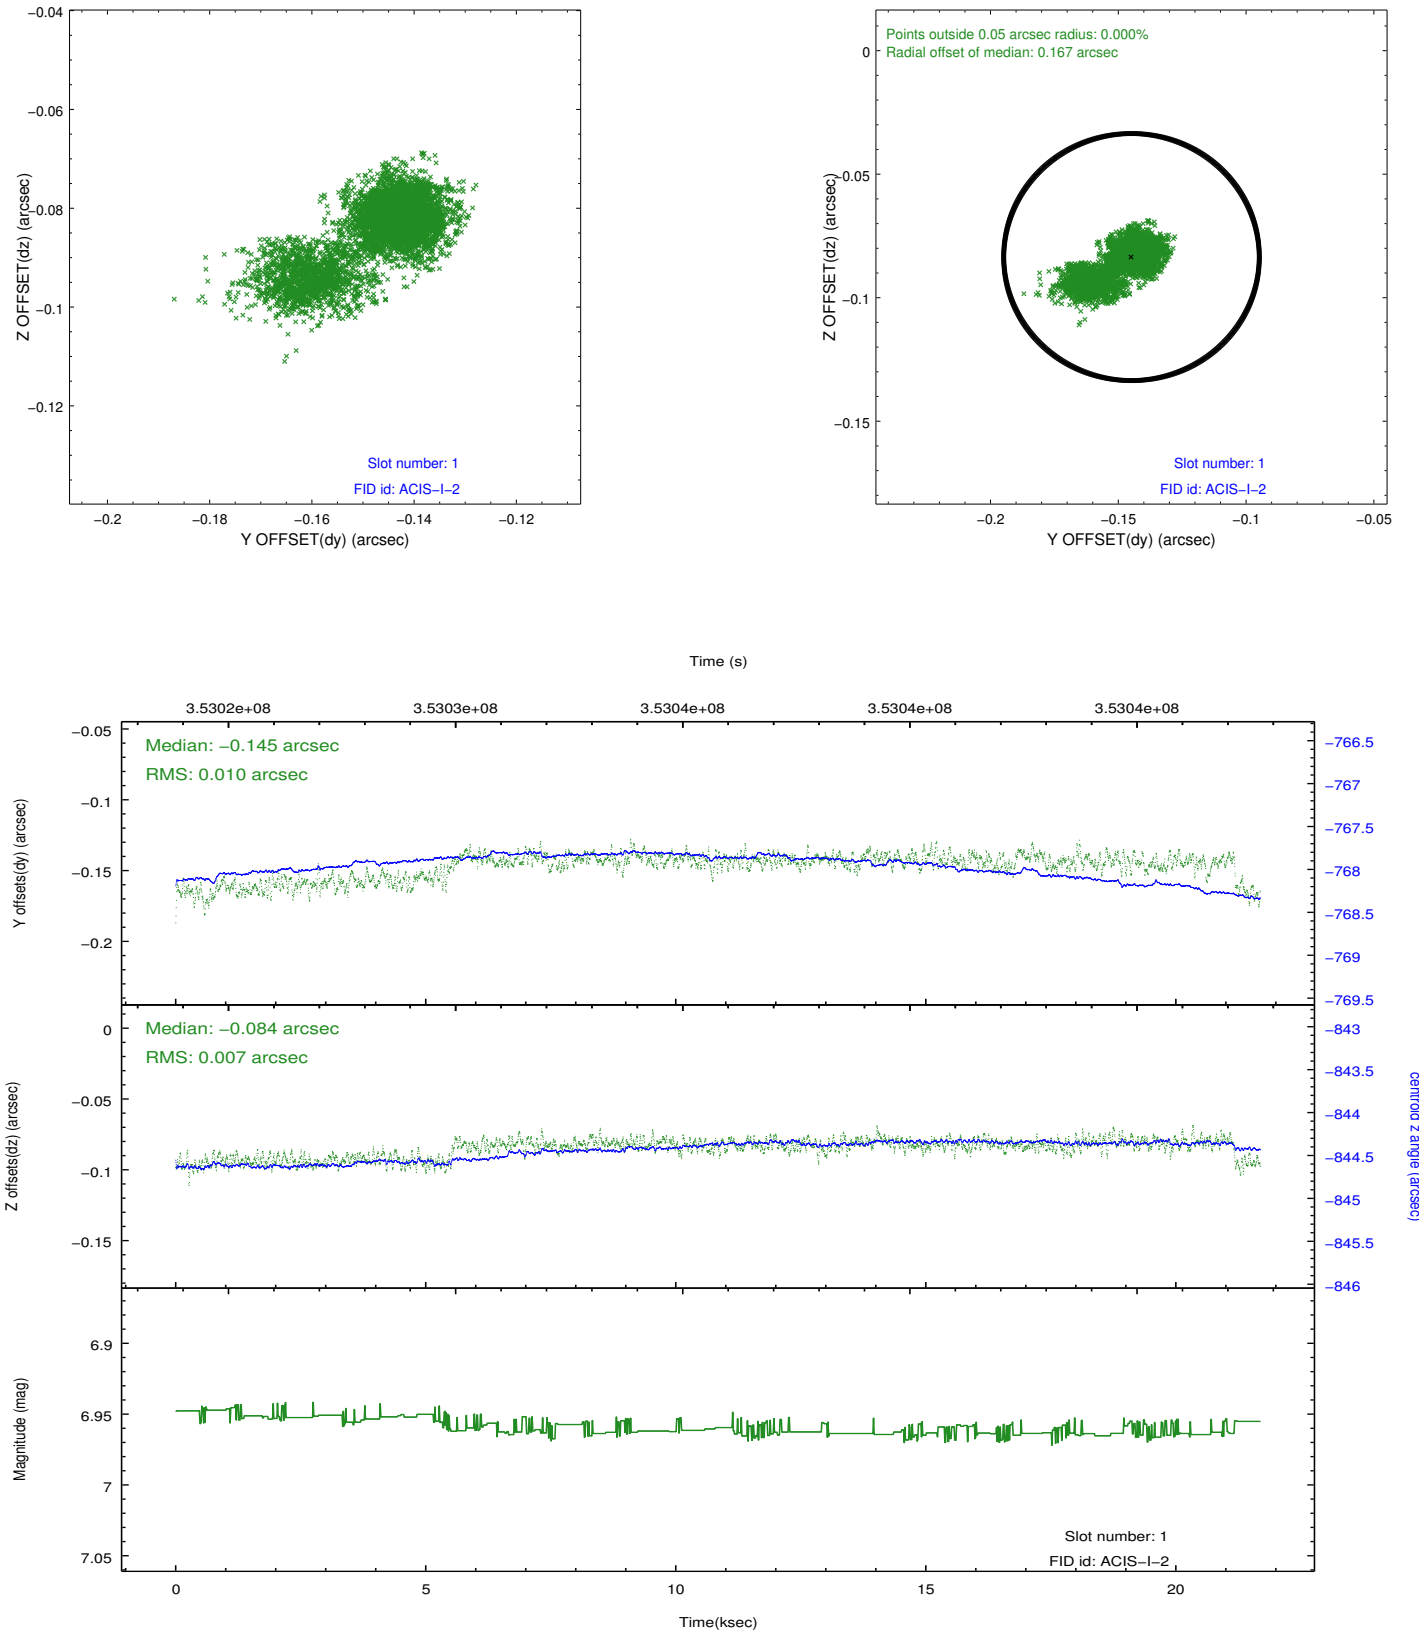 −0.04
−0.06
−0.08
−0.1
−0.12
Z OFFSET(dz) (arcsec)
Slot number: 1
FID id: ACIS−I−2
−0.2
−0.18
−0.16
−0.14
−0.12
Y OFFSET(dy) (arcsec)
Points outside 0.05 arcsec radius: 0.000%
Radial offset of median: 0.167 arcsec
0
−0.05
−0.1
−0.15
Z OFFSET(dz) (arcsec)
Slot number: 1
FID id: ACIS−I−2
−0.2
−0.15
−0.1
−0.05
Y OFFSET(dy) (arcsec)
Time (s)
3.5302e+08
3.5303e+08
3.5304e+08
3.5304e+08
3.5304e+08
Median: −0.145 arcsec
RMS: 0.010 arcsec
−0.05
−0.1
−0.15
−0.2
Y offsets(dy) (arcsec)
−766.5
−767
−767.5
−768
−768.5
−769
−769.5
Median: −0.084 arcsec
RMS: 0.007 arcsec
0
−0.05
−0.1
−0.15
Z offsets(dz) (arcsec)
−843
−843.5
−844
−844.5
−845
−845.5
−846
centroid z angle (arcsec)
6.9
6.95
7
7.05
Magnitude (mag)
Slot number: 1
FID id: ACIS−I−2
0
5
10
15
20
Time(ksec)